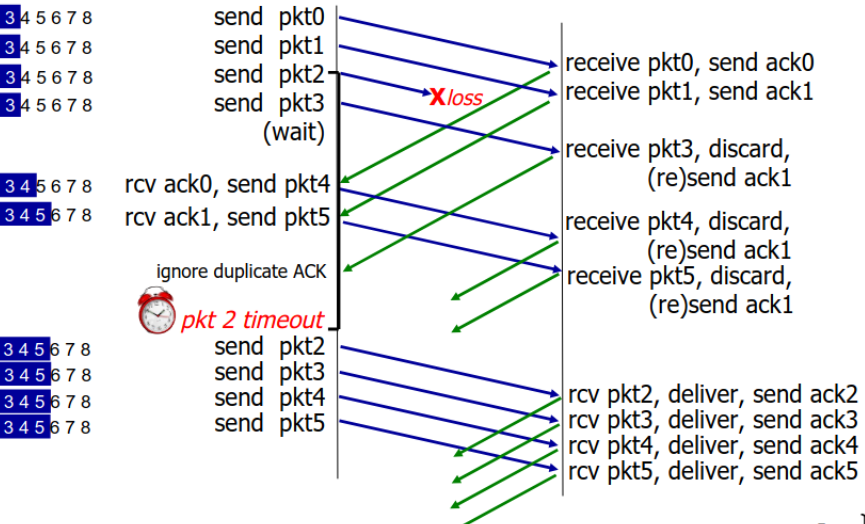 3 4 5 6 7 8 send pkt0
3 4 5 6 7 8 send pkt1
receive pkt0, send ack0
3 4 5 6 7 8 send pkt2
receive pkt1, send ack1
X loss
3 4 5 6 7 8 send pkt3
(wait)
receive pkt3, discard,
(re)send ack1
3 4 5 6 7 8 rcv ack0, send pkt4
3 4 5 6 7 8 rcv ack1, send pkt5
receive pkt4, discard,
(re)send ack1
ignore duplicate ACK
receive pkt5, discard,
(re)send ack1
pkt 2 timeout
3 4 5 6 7 8 send pkt2
3 4 5 6 7 8 send pkt3
rcv pkt2, deliver, send ack2
3 4 5 6 7 8 send pkt4
rcv pkt3, deliver, send ack3
3 4 5 6 7 8 send pkt5
rcv pkt4, deliver, send ack4
rcv pkt5, deliver, send ack5